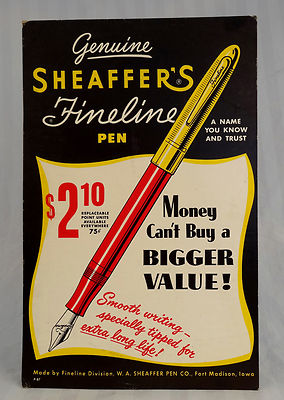 Genuine
SHEAFFER'S
Fineline
PEN
A NAME
YOU KNOW
AND TRUST
$2.10
REPLACEABLE
POINT UNITS
AVAILABLE
EVERYWHERE
75¢
Money
Can't Buy a
BIGGER
VALUE!
Smooth writing-
specially tipped for
extra long life!
Made by Fineline Division, W. A. SHEAFFER PEN CO., Fort Madison, Iowa